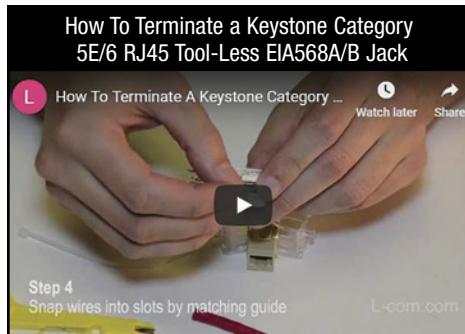 How To Terminate a Keystone Category
5E/6 RJ45 Tool-Less EIA568A/B Jack
L
How To Terminate A Keystone Category ...
Watch later
Share
Step 4
Snap wires into slots by matching guide
L-com.com